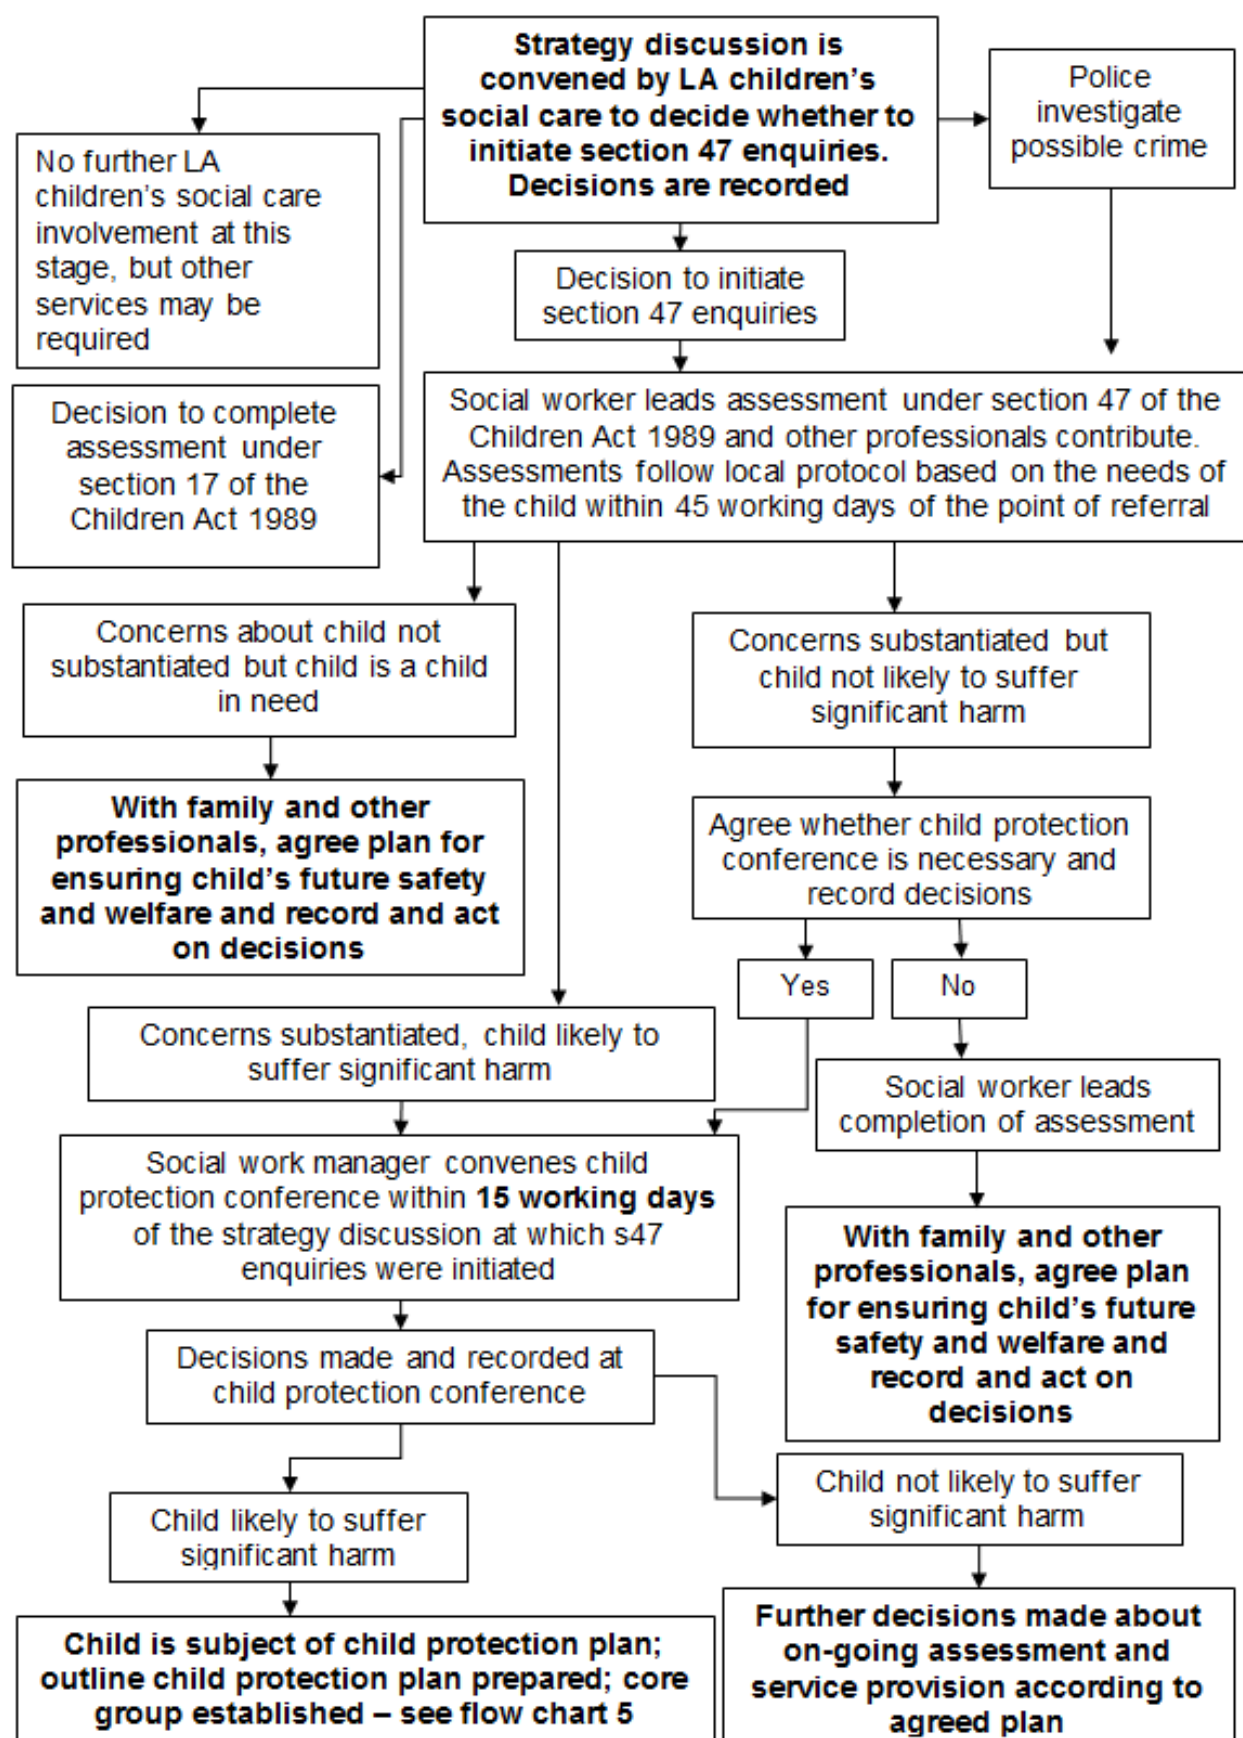 Strategy discussion is
convened by LA children's
social care to decide whether to
initiate section 47 enquiries.
Decisions are recorded
Police
investigate
possible crime
No further LA
children's social care
involvement at this
stage, but other
services may be
required
Decision to initiate
section 47 enquiries
Decision to complete
assessment under
section 17 of the
Children Act 1989
Social worker leads assessment under section 47 of the
Children Act 1989 and other professionals contribute.
Assessments follow local protocol based on the needs of
the child within 45 working days of the point of referral
Concerns about child not
substantiated but child is a child
in need
Concerns substantiated but
child not likely to suffer
significant harm
With family and other
professionals, agree plan for
ensuring child's future safety
and welfare and record and act
on decisions
Agree whether child protection
conference is necessary and
record decisions
Yes
No
Concerns substantiated, child likely to
suffer significant harm
Social worker leads
completion of assessment
Social work manager convenes child
protection conference within 15 working days
of the strategy discussion at which s47
enquiries were initiated
With family and other
professionals, agree plan
for ensuring child's future
safety and welfare and
record and act on
decisions
Decisions made and recorded at
child protection conference
Child not likely to suffer
significant harm
Child likely to suffer
significant harm
Child is subject of child protection plan;
outline child protection plan prepared; core
group established – see flow chart 5
Further decisions made about
on-going assessment and
service provision according to
agreed plan